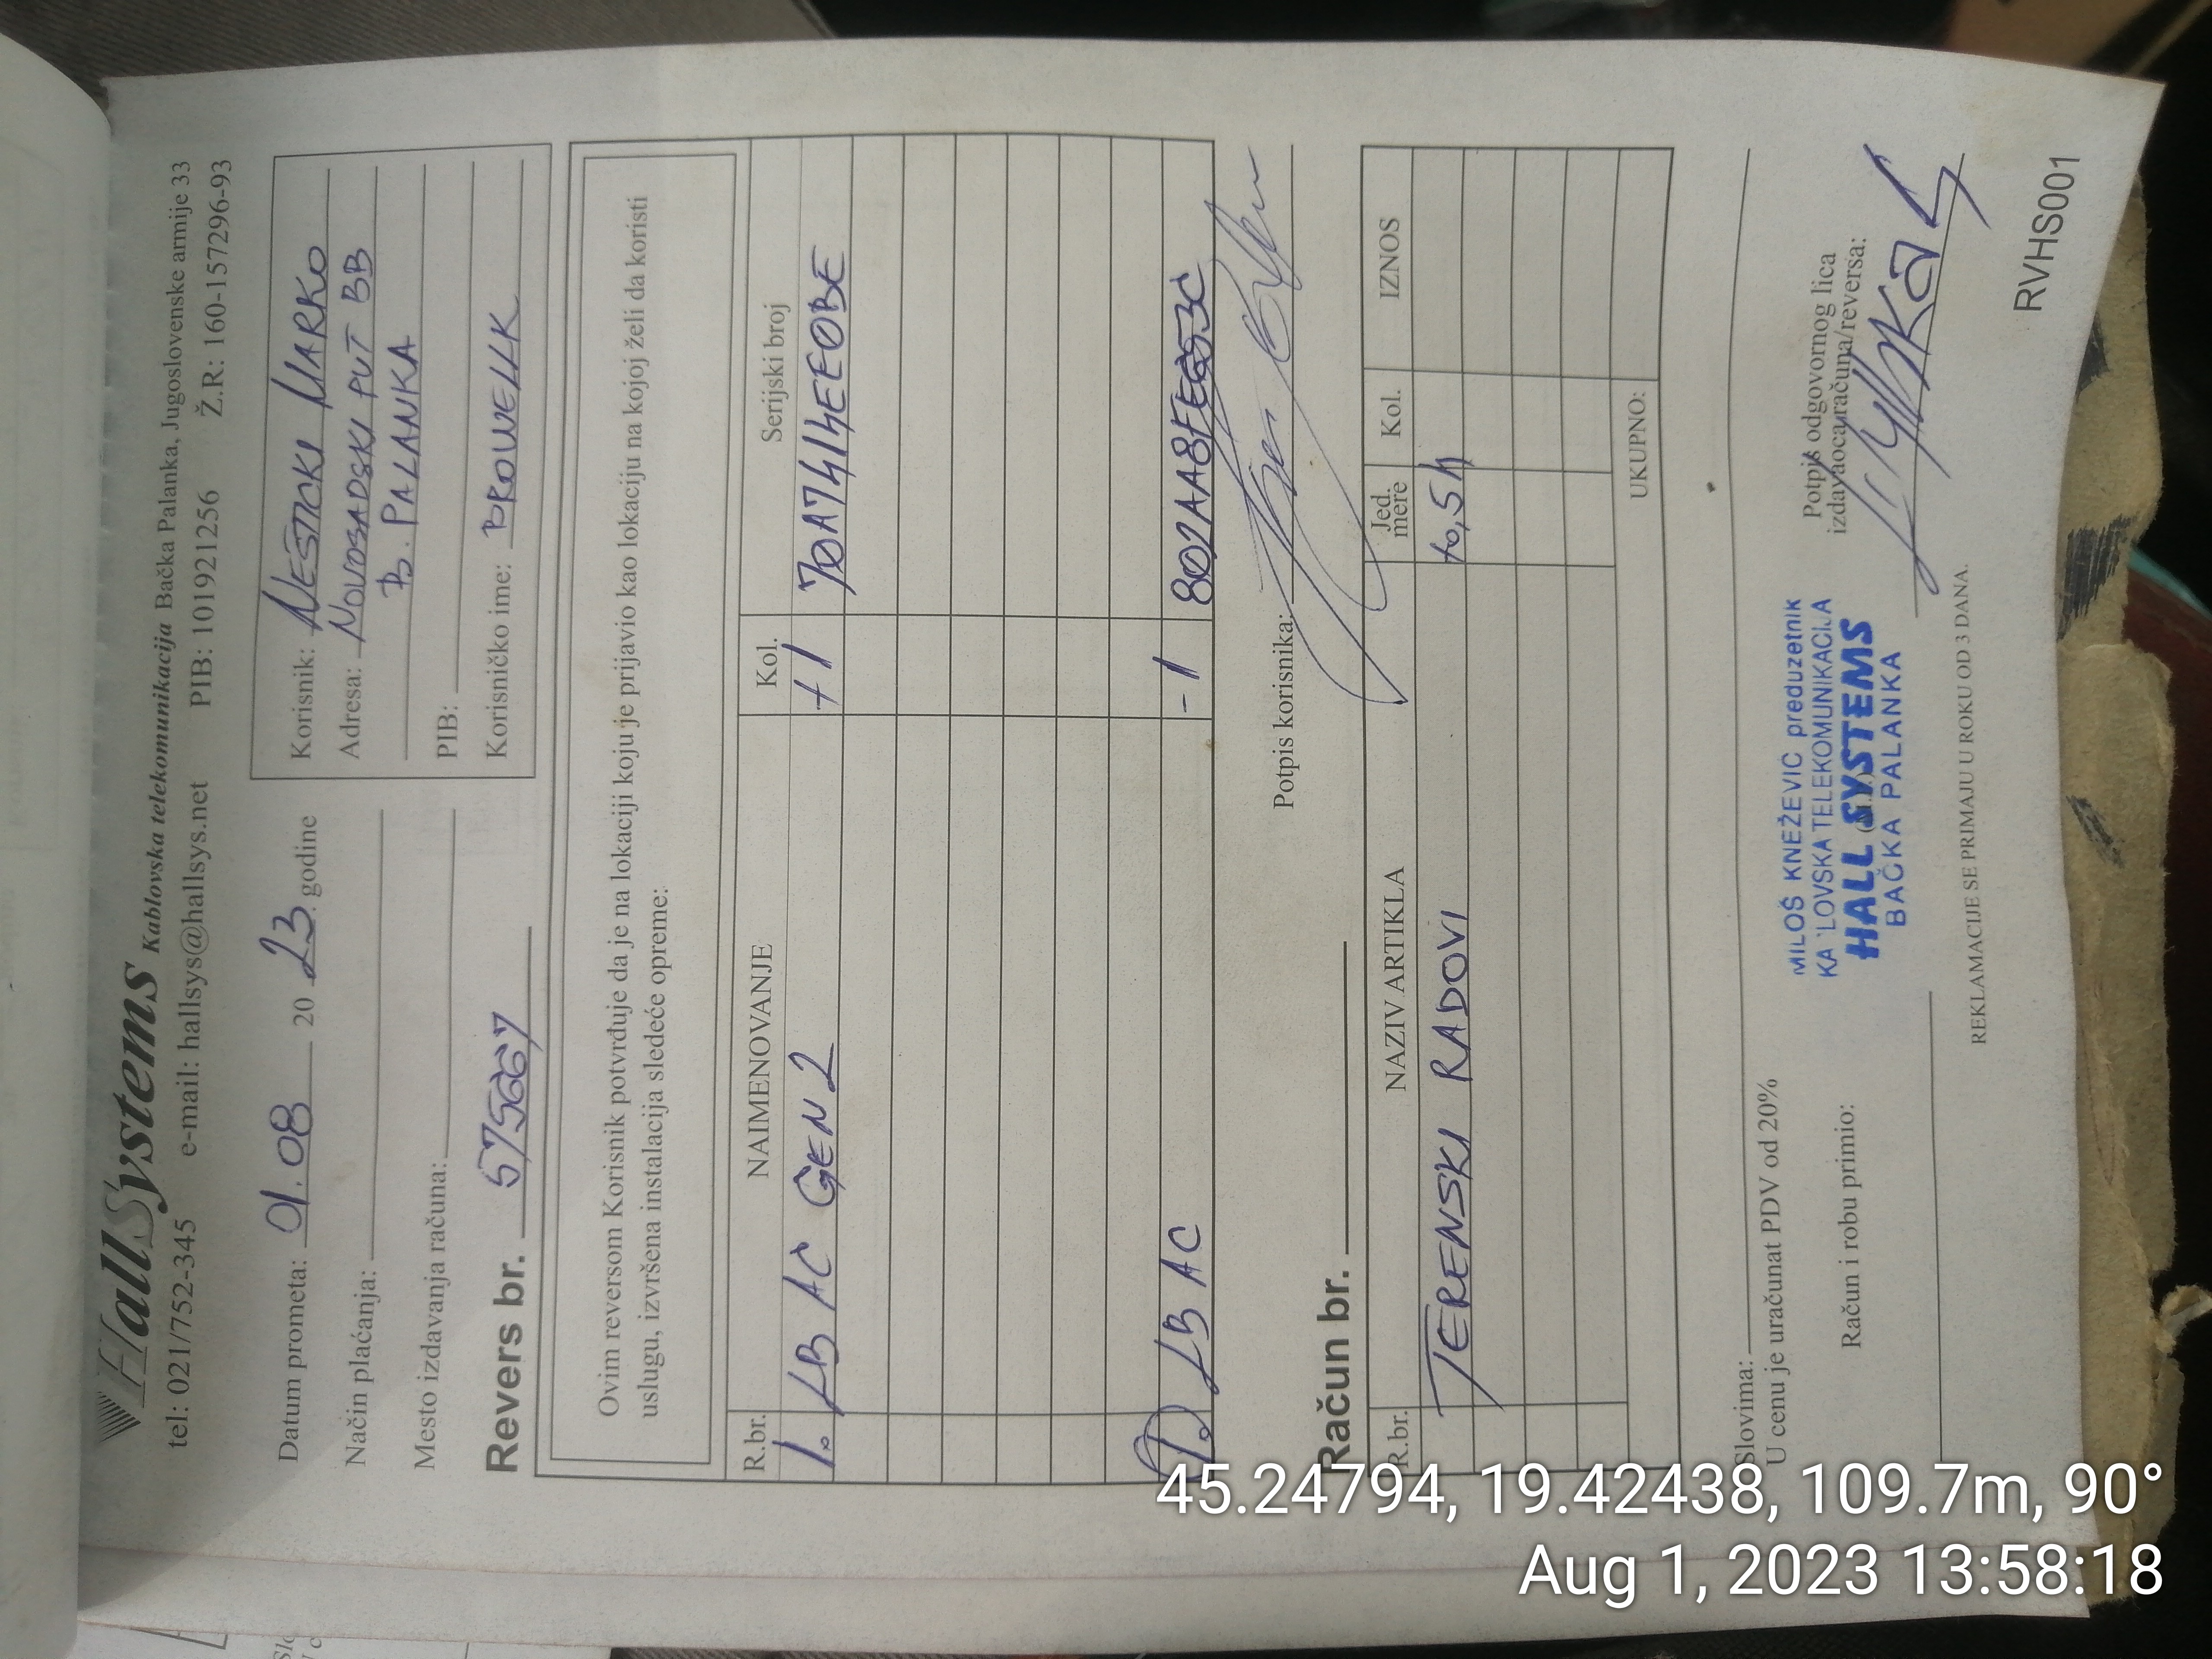 HallSystems Kablovska telekomunikacija Bačka Palanka, Jugoslovenske armije 33
tel: 021/752-345 e-mail: hallsys@hallsys.net PIB: 101921256 Ž.R: 160-157296-93
Datum prometa: 01.08 20 23. godine
Način plaćanja:
Mesto izdavanja računa:
Revers br. 575667
Korisnik: NEŠTICKI MARKO
Adresa: NOVOSADSKI PUT BB
B. PALANKA
PIB:
Korisničko ime:
Ovim reversom Korisnik potvrđuje da je na lokaciji koju je prijavio kao lokaciju na kojoj želi da koristi
uslugu, izvršena instalacija sledeće opreme:
R.br. NAIMENOVANJE Kol. Serijski broj
1. LB AC GEN2 +1 70A7414EE0BE
1. LB AC -1
Potpis korisnika:
Račun br.
R.br. NAZIV ARTIKLA Jed. mere Kol. IZNOS
TERENSKI RADOVI to,5h
UKUPNO:
Slovima:
U cenu je uračunat PDV od 20%
Račun i robu primio:
MILOŠ KNEŽEVIĆ preduzetnik
KA LOVSKA TELEKOMUNIKACIJA
HALL SYSTEMS
BAČKA PALANKA
Potpis odgovornog lica
izdavaoca računa/reversa:
REKLAMACIJE SE PRIMAJU U ROKU OD 3 DANA.
RVHS001
45.24794, 19.42438, 109.7m, 90°
Aug 1, 2023 13:58:18